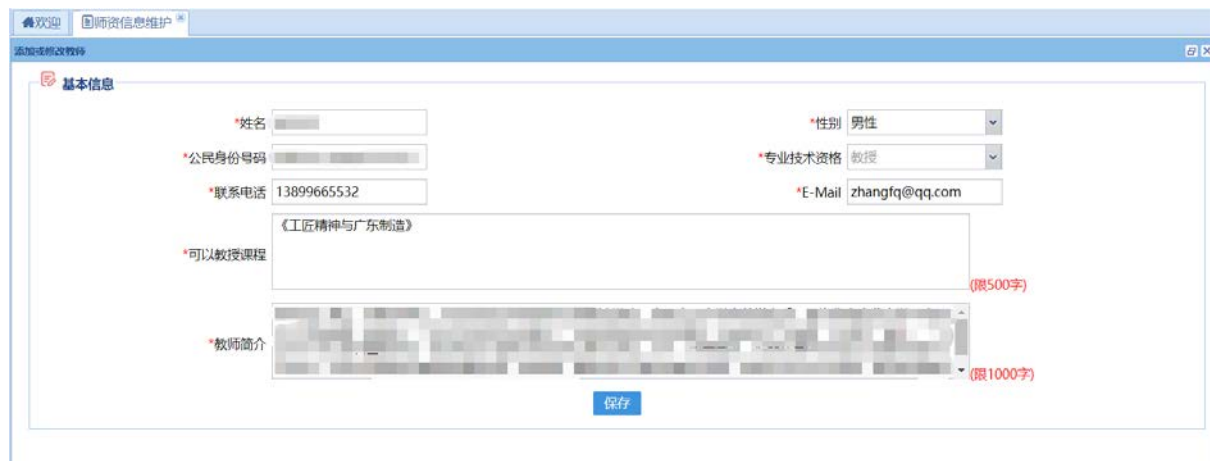 欢迎 师资信息维护
添加或修改教师
基本信息
*姓名 *性别 男性
*公民身份号码 *专业技术资格 教授
*联系电话 13899665532 *E-Mail zhangfq@qq.com
《工匠精神与广东制造》
*可以教授课程
(限500字)
*教师简介
(限1000字)
保存